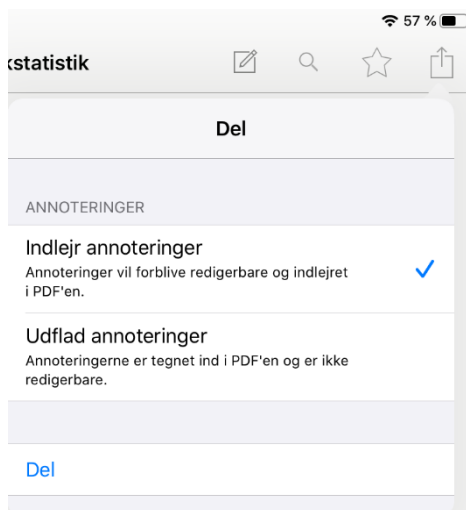 57 %
kstatistik
Del
ANNOTERINGER
Indlejr annoteringer
Annoteringer vil forblive redigerbare og indlejret
i PDF'en.
Udflad annoteringer
Annoteringerne er tegnet ind i PDF'en og er ikke
redigerbare.
Del